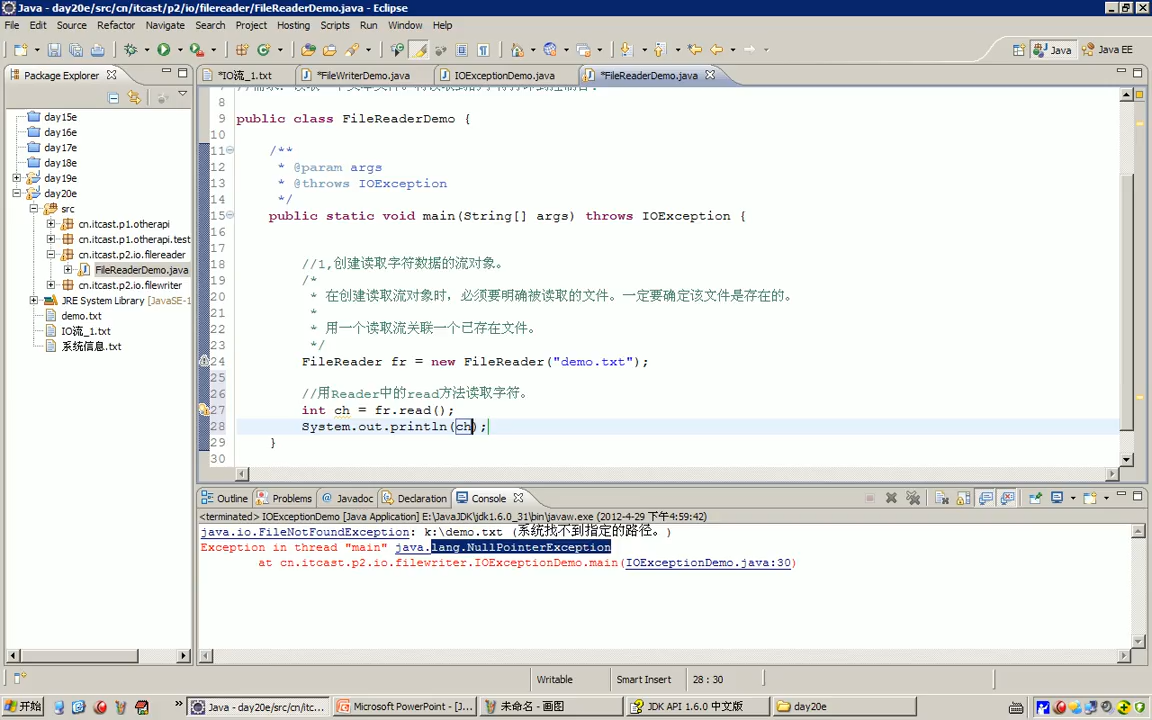 Java - day20e/src/cn/itcast/p2/io/filereader/FileReaderDemo.java - Eclipse
File Edit Source Refactor Navigate Search Project Hosting Scripts Run Window Help
Java Java EE
Package Explorer
*IO流_1.txt *FileWriterDemo.java IOExceptionDemo.java *FileReaderDemo.java
day15e
day16e
day17e
day18e
day19e
day20e
src
cn.itcast.p1.otherapi
cn.itcast.p1.otherapi.test
cn.itcast.p2.io.filereader
FileReaderDemo.java
cn.itcast.p2.io.filewriter
JRE System Library [JavaSE-1
demo.txt
IO流_1.txt
系统信息.txt
8
9 public class FileReaderDemo {
10
11 /**
12 * @param args
13 * @throws IOException
14 */
15 public static void main(String[] args) throws IOException {
16
17
18 //1,创建读取字符数据的流对象。
19 /*
20 * 在创建读取流对象时，必须要明确被读取的文件。一定要确定该文件是存在的。
21 *
22 * 用一个读取流关联一个已存在文件。
23 */
24 FileReader fr = new FileReader("demo.txt");
25
26 //用Reader中的read方法读取字符。
27 int ch = fr.read();
28 System.out.println(ch);
29 }
30
Outline Problems Javadoc Declaration Console
<terminated> IOExceptionDemo [Java Application] E:\JavaJDK\jdk1.6.0_31\bin\javaw.exe (2012-4-29 下午4:59:42)
java.io.FileNotFoundException: k:\demo.txt (系统找不到指定的路径。)
Exception in thread "main" java.lang.NullPointerException
at cn.itcast.p2.io.filewriter.IOExceptionDemo.main(IOExceptionDemo.java:30)
Writable Smart Insert 28 : 30
开始 » Java - day20e/src/cn/itc... Microsoft PowerPoint - [J... 未命名 - 画图 JDK API 1.6.0 中文版 day20e